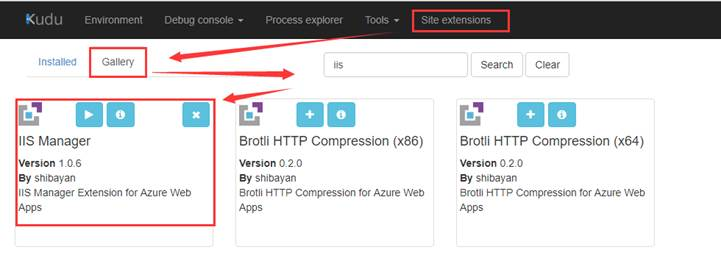 Kudu Environment Debug console Process explorer Tools Site extensions
Installed Gallery iis Search Clear
IIS Manager
Version 1.0.6
By shibayan
IIS Manager Extension for Azure Web
Apps
Brotli HTTP Compression (x86)
Version 0.2.0
By shibayan
Brotli HTTP Compression for Azure Web
Apps
Brotli HTTP Compression (x64)
Version 0.2.0
By shibayan
Brotli HTTP Compression for Azure Web
Apps